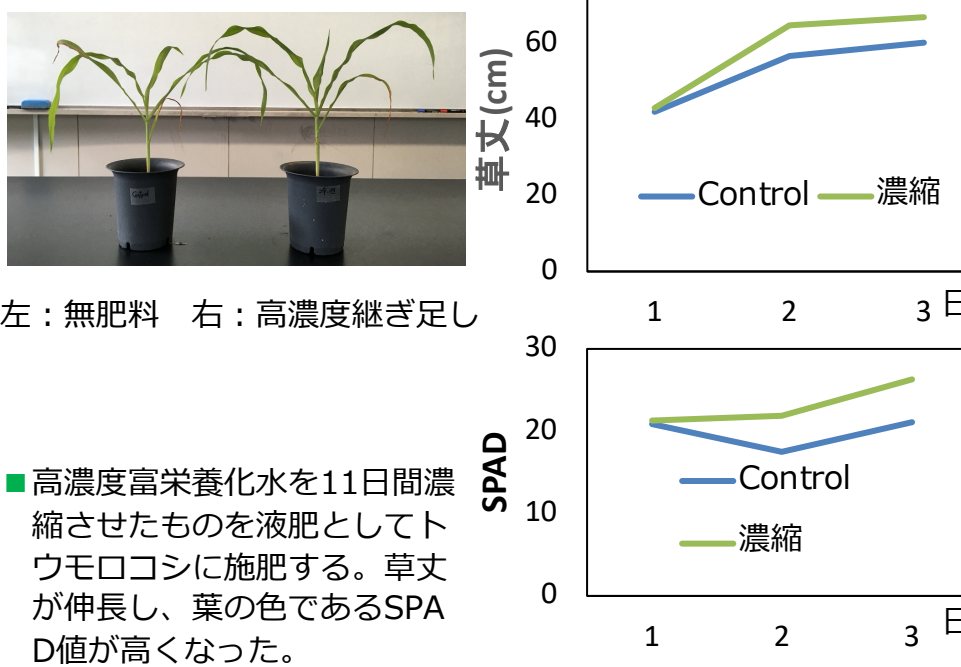 左：無肥料　右：高濃度継ぎ足し
■高濃度富栄養化水を11日間濃
縮させたものを液肥としてト
ウモロコシに施肥する。草丈
が伸長し、葉の色であるSPA
D値が高くなった。
草丈(cm)
60
40
20
0
Control 濃縮
1 2 3 日
SPAD
30
20
10
0
Control
濃縮
1 2 3 日